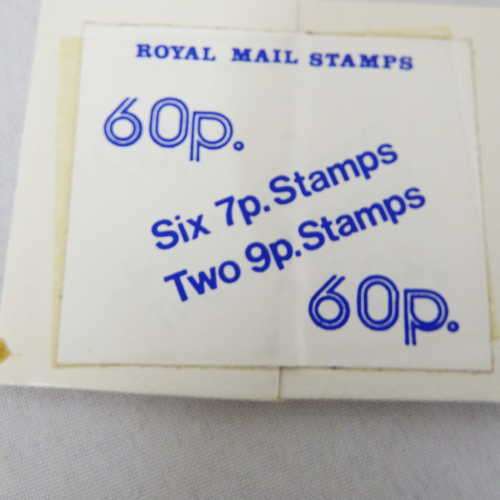 ROYAL MAIL STAMPS
60p.
Six 7p. Stamps
Two 9p. Stamps
60p.